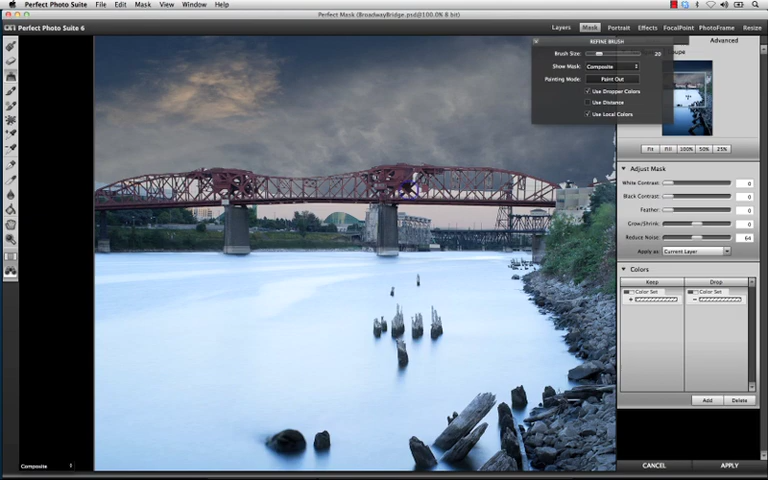 Perfect Photo Suite 6 File Edit Mask View Window Help
Perfect Mask (BroadwayBridge.psd@100.0% 8 bit)
Perfect Photo Suite 6 Layers Mask Portrait Effects FocalPoint PhotoFrame Resize
REFINE BRUSH
Advanced
Brush Size: 20
Show Mask: Composite
Painting Mode: Paint Out
Use Dropper Colors
Use Distance
Use Local Colors
Fit Fill 100% 50% 25%
Adjust Mask
White Contrast: 0
Black Contrast: 0
Feather: 0
Grow/Shrink: 0
Reduce Noise: 64
Apply as: Current Layer
Colors
Keep Drop
Color Set Color Set
+ −
Add Delete
Composite CANCEL APPLY